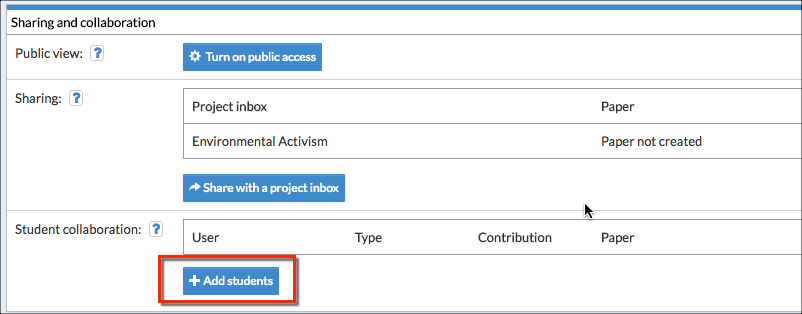 Sharing and collaboration
Public view: ? Turn on public access
Sharing: ? Project inbox Paper
Environmental Activism Paper not created
Share with a project inbox
Student collaboration: ? User Type Contribution Paper
+ Add students